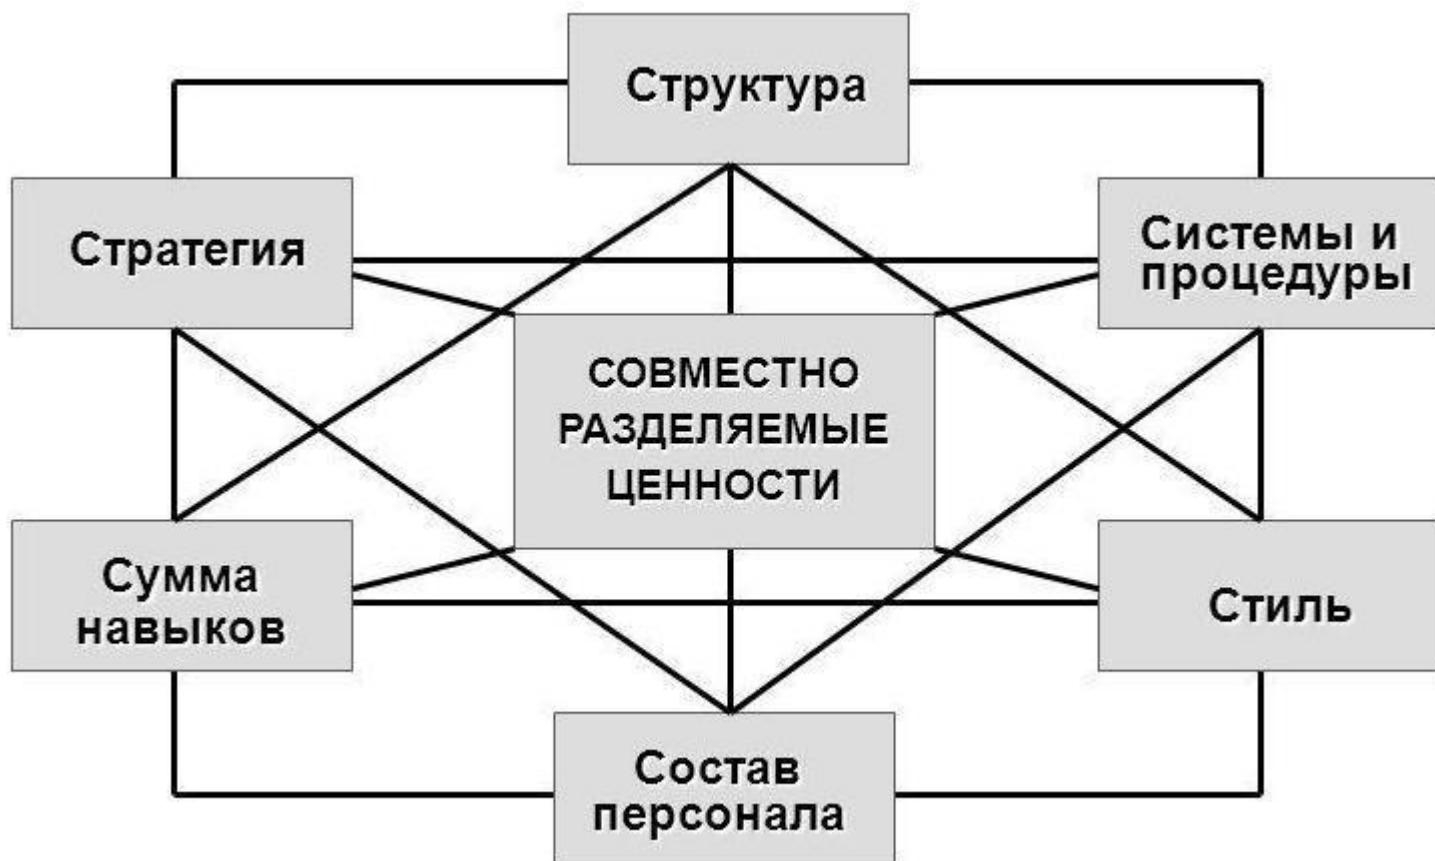 Структура
Стратегия
Системы и
процедуры
СОВМЕСТНО
РАЗДЕЛЯЕМЫЕ
ЦЕННОСТИ
Сумма
навыков
Стиль
Состав
персонала